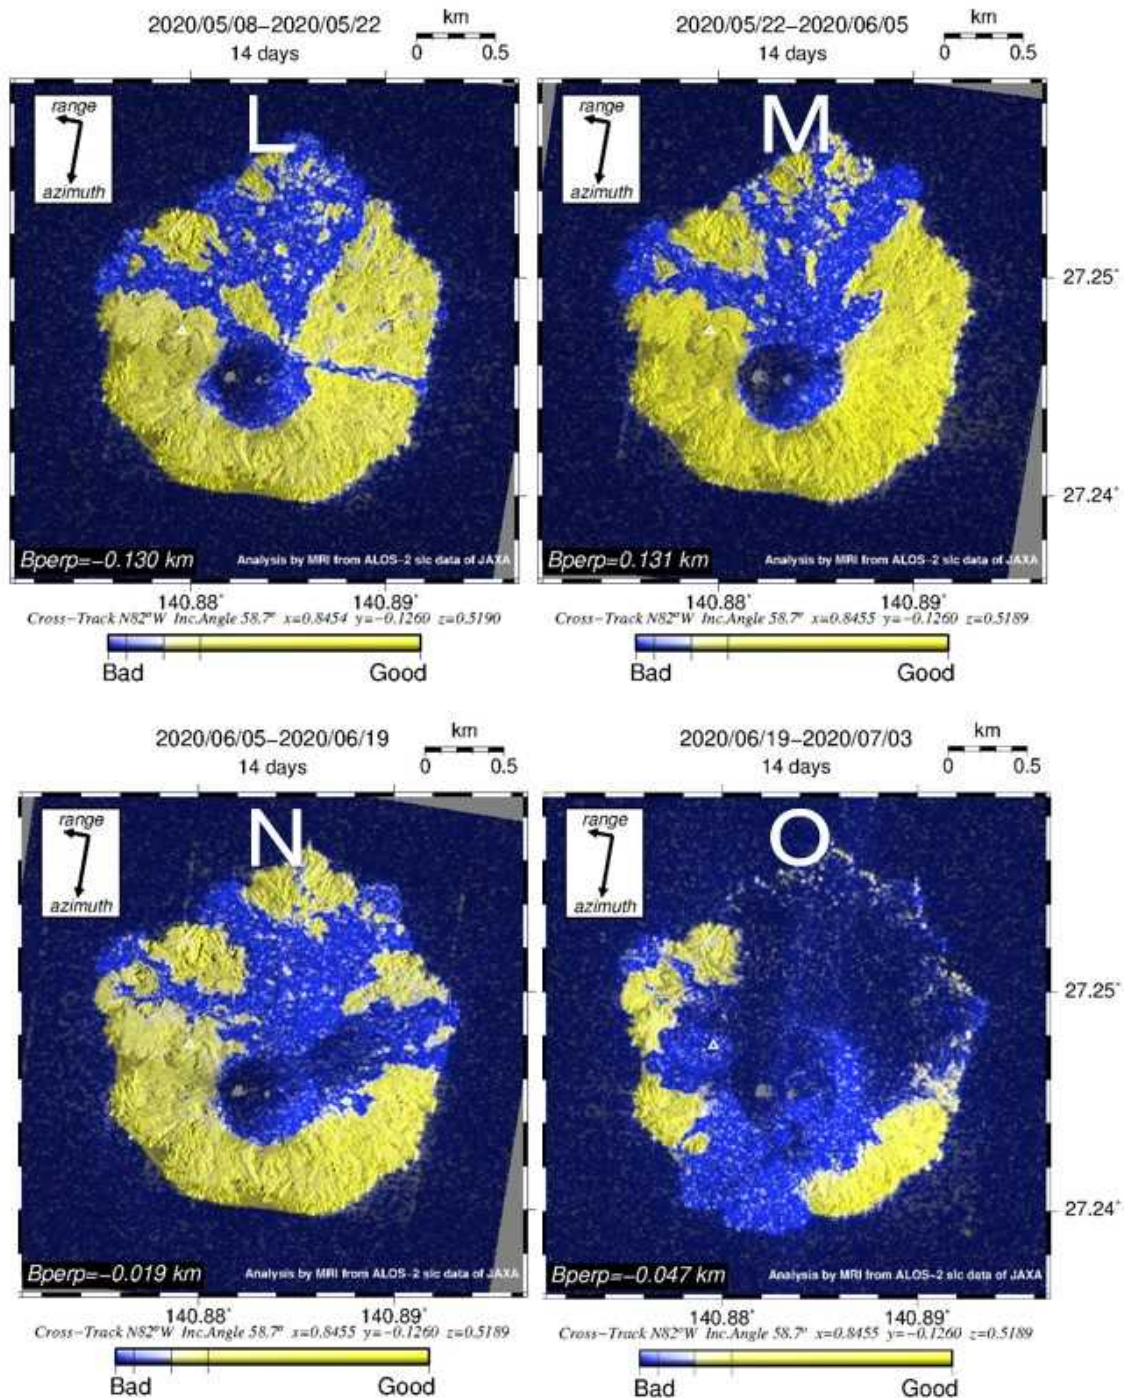 2020/05/08−2020/05/22
14 days
km
0 0.5
L
range
azimuth
Bperp=−0.130 km
Analysis by MRI from ALOS−2 slc data of JAXA
140.88° 140.89°
Cross−Track N82°W Inc.Angle 58.7° x=0.8454 y=−0.1260 z=0.5190
Bad Good
2020/05/22−2020/06/05
14 days
km
0 0.5
M
range
azimuth
27.25°
27.24°
Bperp=0.131 km
Analysis by MRI from ALOS−2 slc data of JAXA
140.88° 140.89°
Cross−Track N82°W Inc.Angle 58.7° x=0.8455 y=−0.1260 z=0.5189
Bad Good
2020/06/05−2020/06/19
14 days
km
0 0.5
N
range
azimuth
Bperp=−0.019 km
Analysis by MRI from ALOS−2 slc data of JAXA
140.88° 140.89°
Cross−Track N82°W Inc.Angle 58.7° x=0.8455 y=−0.1260 z=0.5189
Bad Good
2020/06/19−2020/07/03
14 days
km
0 0.5
O
range
azimuth
27.25°
27.24°
Bperp=−0.047 km
Analysis by MRI from ALOS−2 slc data of JAXA
140.88° 140.89°
Cross−Track N82°W Inc.Angle 58.7° x=0.8455 y=−0.1260 z=0.5189
Bad Good